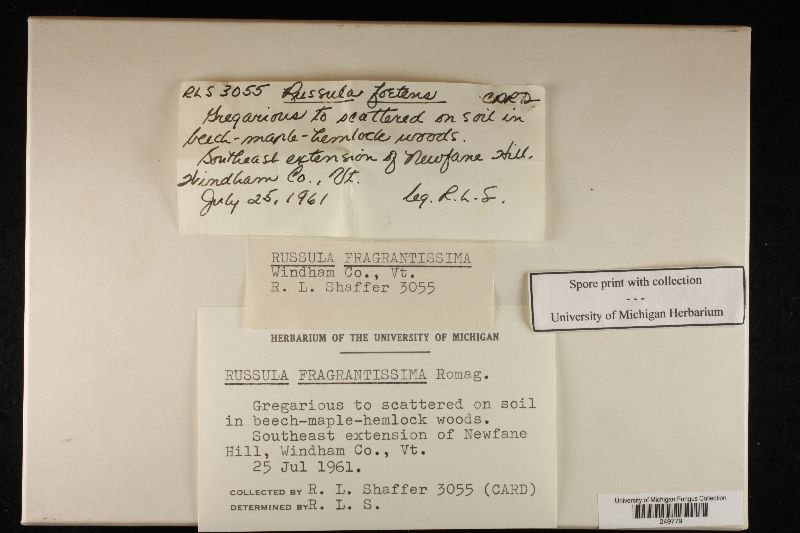 RLS 3055 Russula foetens CARD
Gregarious to scattered on soil in
beech-maple-hemlock woods.
Southeast extension of Newfane Hill.
Windham Co., Vt.
July 25, 1961 leg. R.L.S.
RUSSULA FRAGRANTISSIMA
Windham Co., Vt.
R. L. Shaffer 3055
Spore print with collection
---
University of Michigan Herbarium
HERBARIUM OF THE UNIVERSITY OF MICHIGAN
RUSSULA FRAGRANTISSIMA Romag.
Gregarious to scattered on soil
in beech-maple-hemlock woods.
Southeast extension of Newfane
Hill, Windham Co., Vt.
25 Jul 1961.
COLLECTED BY R. L. Shaffer 3055 (CARD)
DETERMINED BY R. L. S.
University of Michigan Fungus Collection
249779